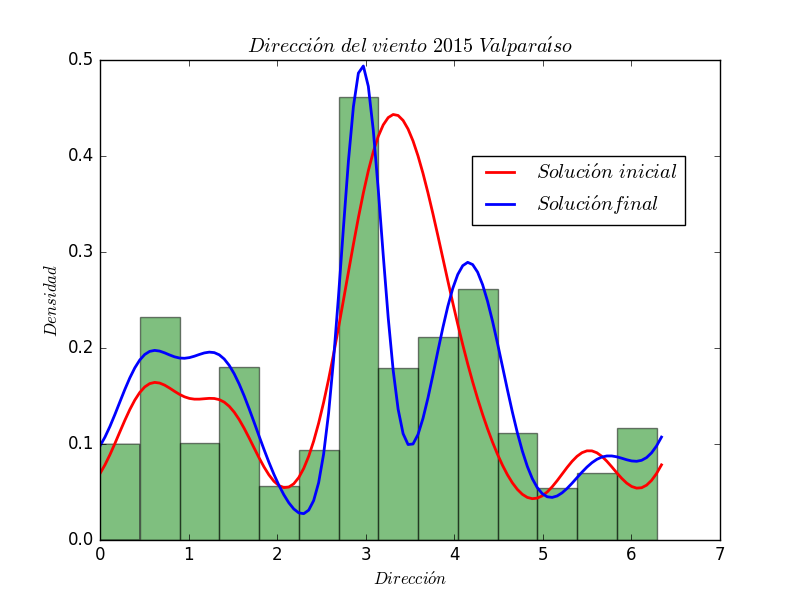 Dirección del viento 2015 Valparaíso
0.5
0.4
0.3
0.2
0.1
0.0
Densidad
Solución inicial
Soluciónfinal
0 1 2 3 4 5 6 7
Dirección